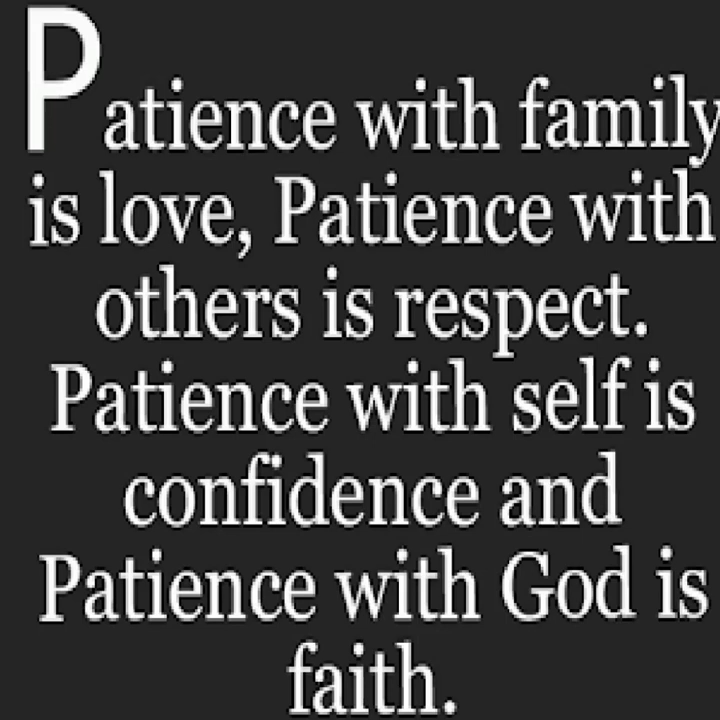 Patience with family
is love, Patience with
others is respect.
Patience with self is
confidence and
Patience with God is
faith.